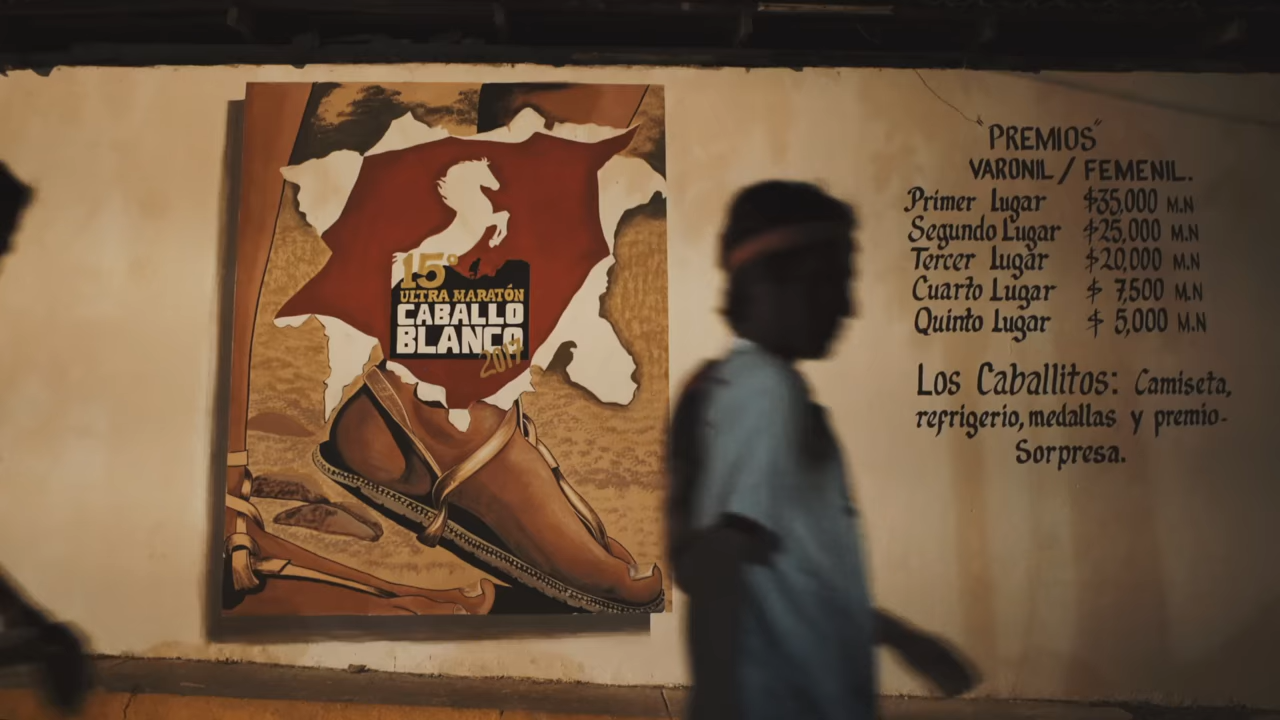 15°
ULTRA MARATÓN
CABALLO
BLANCO
2017
"PREMIOS"
VARONIL / FEMENIL.
Primer Lugar $35,000 M.N
Segundo Lugar $25,000 M.N
Tercer Lugar $20,000 M.N
Cuarto Lugar $ 7,500 M.N
Quinto Lugar $ 5,000 M.N
Los Caballitos: Camiseta,
refrigerio, medallas y premio-
Sorpresa.